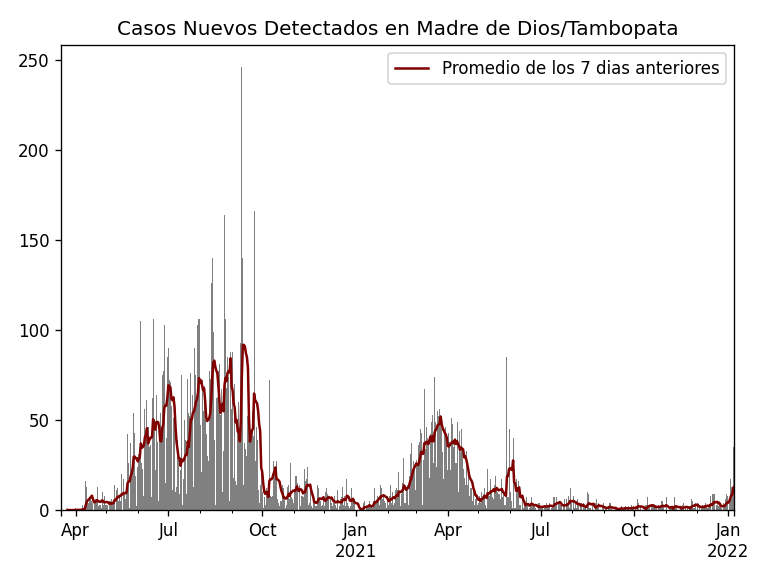 Casos Nuevos Detectados en Madre de Dios/Tambopata
Promedio de los 7 dias anteriores
250
200
150
100
50
0
Apr Jul Oct Jan Apr Jul Oct Jan
2021 2022